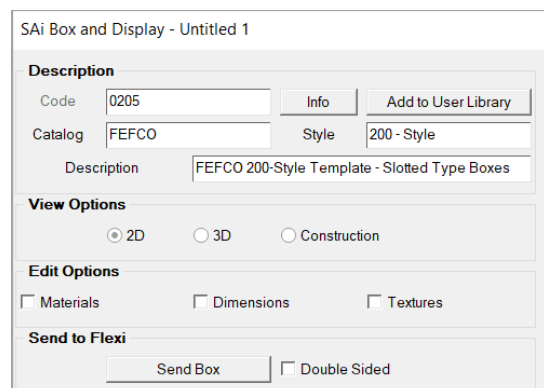 SAi Box and Display - Untitled 1
Description
Code 0205 Info Add to User Library
Catalog FEFCO Style 200 - Style
Description FEFCO 200-Style Template - Slotted Type Boxes
View Options
2D 3D Construction
Edit Options
Materials Dimensions Textures
Send to Flexi
Send Box Double Sided